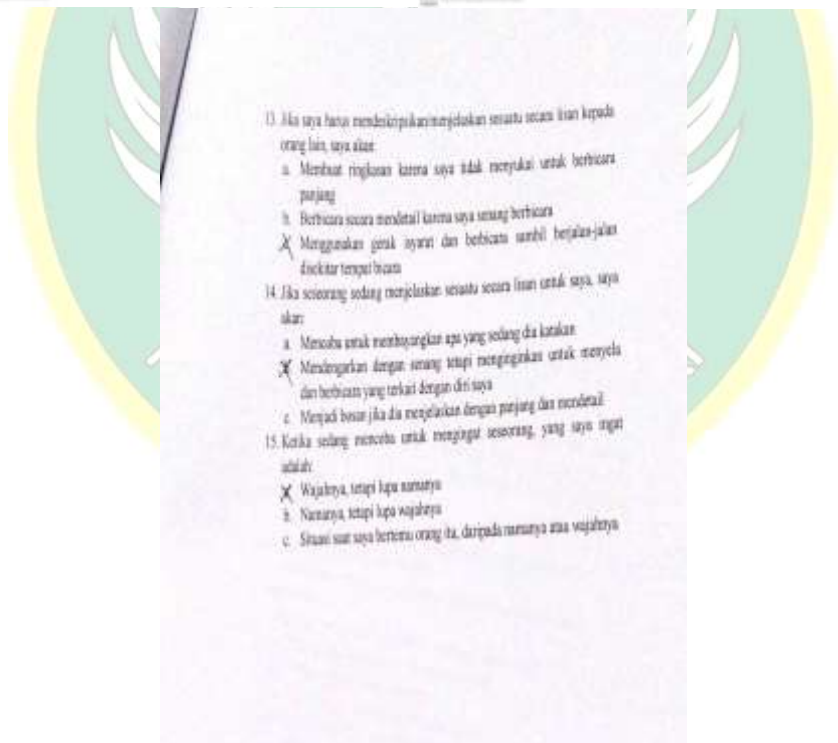 13. Jika saya harus mendeskripsikan/menjelaskan sesuatu secara lisan kepada
orang lain, saya akan:
a. Membuat ringkasan karena saya tidak menyukai untuk berbicara
panjang
b. Berbicara secara mendetail karena saya senang berbicara
Menggunakan gerak isyarat dan berbicara sambil berjalan-jalan
disekitar tempat bicara
14. Jika seseorang sedang menjelaskan sesuatu secara lisan untuk saya, saya
akan:
a. Mencoba untuk membayangkan apa yang sedang dia katakan
Mendengarkan dengan senang tetapi menginginkan untuk menyela
dan berbicara yang terkait dengan diri saya
c. Menjadi bosan jika dia menjelaskan dengan panjang dan mendetail
15. Ketika sedang mencoba untuk mengingat seseorang, yang saya ingat
adalah:
Wajahnya, tetapi lupa namanya
b. Namanya, tetapi lupa wajahnya
c. Situasi saat saya bertemu orang itu, daripada namanya atau wajahnya